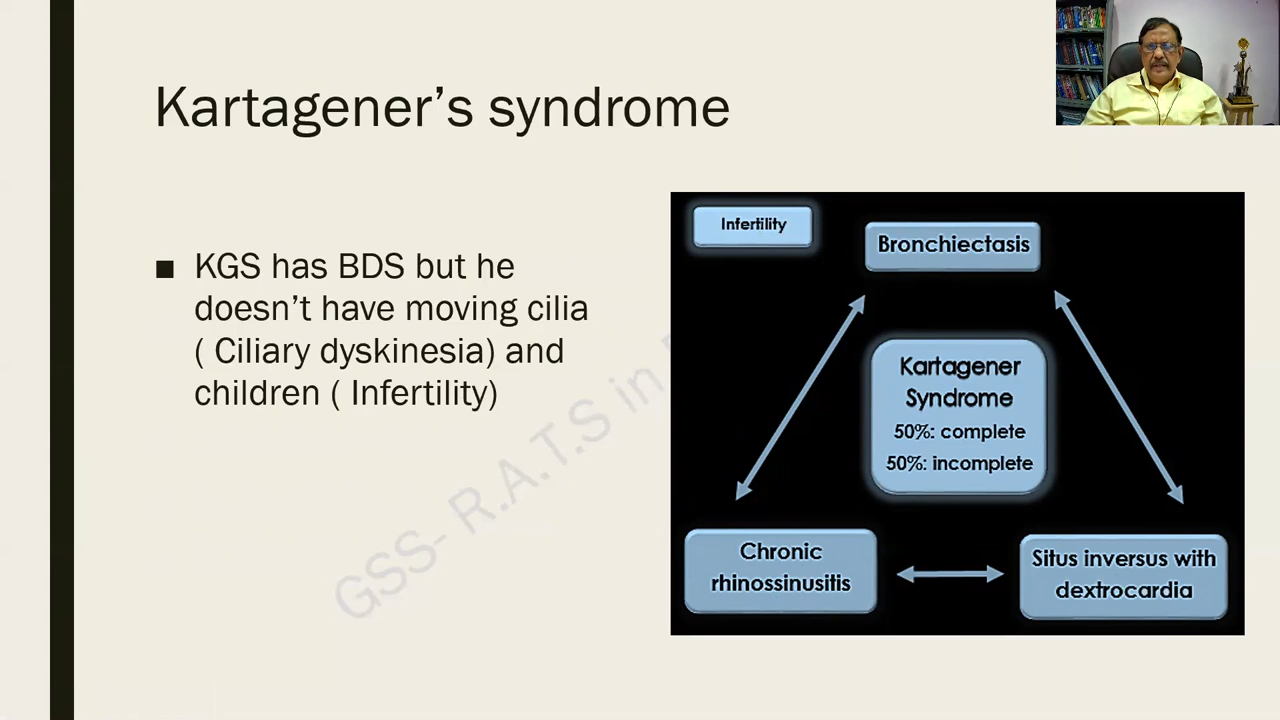 Kartagener’s syndrome
■ KGS has BDS but he
doesn’t have moving cilia
( Ciliary dyskinesia) and
children ( Infertility)
Infertility
Bronchiectasis
Kartagener
Syndrome
50%: complete
50%: incomplete
Chronic
rhinossinusitis
Situs inversus with
dextrocardia
GSS- R.A.T.S in